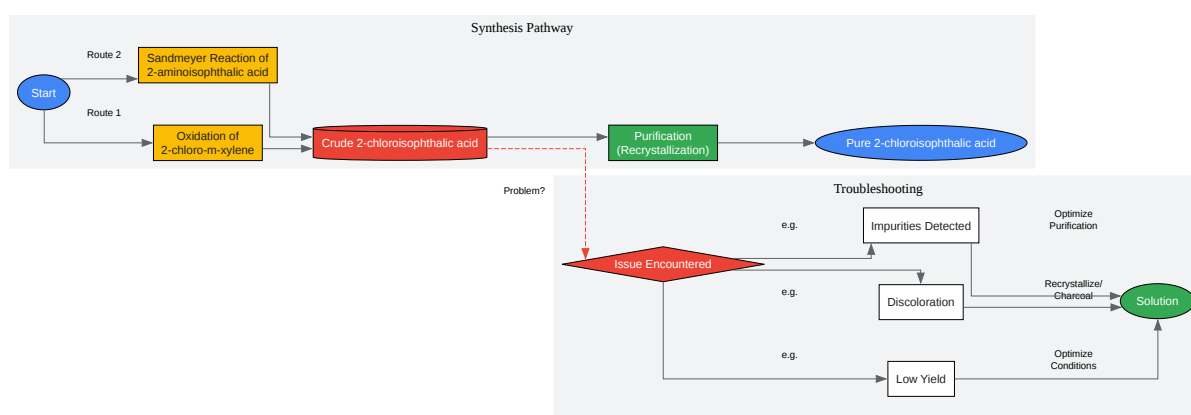 Synthesis Pathway
Route 2
Sandmeyer Reaction of
2-aminoisophthalic acid
Start
Route 1
Oxidation of
2-chloro-m-xylene
Crude 2-chloroisophthalic acid
Purification
(Recrystallization)
Pure 2-chloroisophthalic acid
Problem?
Troubleshooting
e.g.
Impurities Detected
Optimize
Purification
Issue Encountered
e.g.
Discoloration
Recrystallize/
Charcoal
Solution
e.g.
Low Yield
Optimize
Conditions